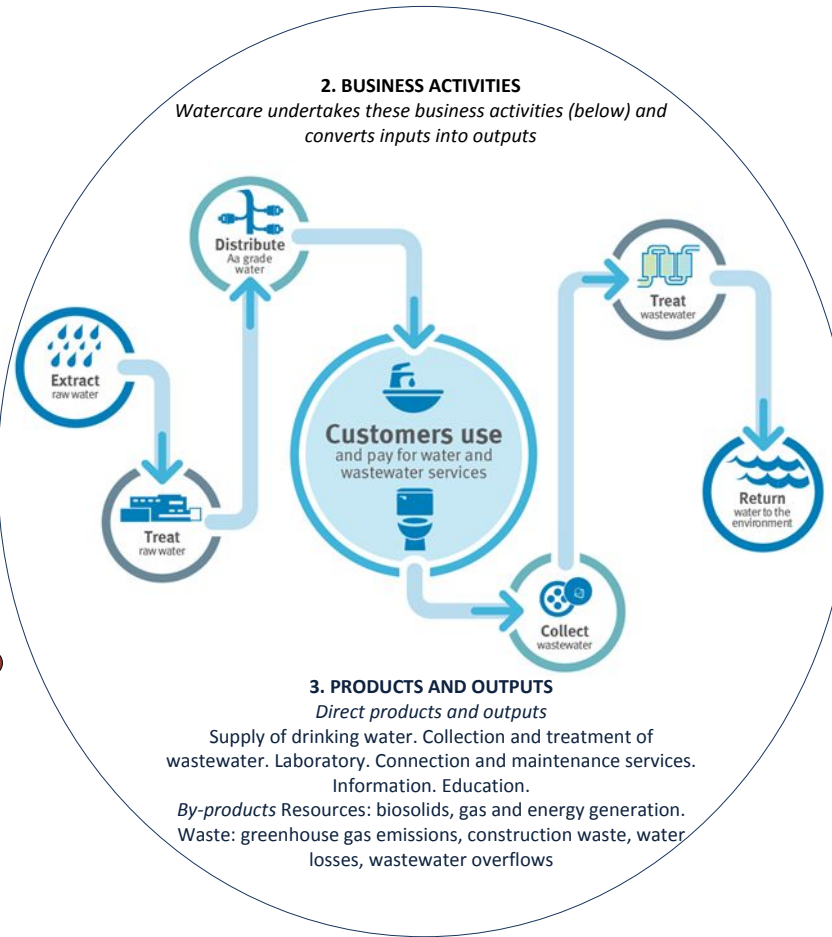 2. BUSINESS ACTIVITIES
Watercare undertakes these business activities (below) and
converts inputs into outputs
Extract
raw water
Treat
raw water
Distribute
Aa grade
water
Customers use
and pay for water and
wastewater services
Collect
wastewater
Treat
wastewater
Return
water to the
environment
3. PRODUCTS AND OUTPUTS
Direct products and outputs
Supply of drinking water. Collection and treatment of
wastewater. Laboratory. Connection and maintenance services.
Information. Education.
By-products Resources: biosolids, gas and energy generation.
Waste: greenhouse gas emissions, construction waste, water
losses, wastewater overflows